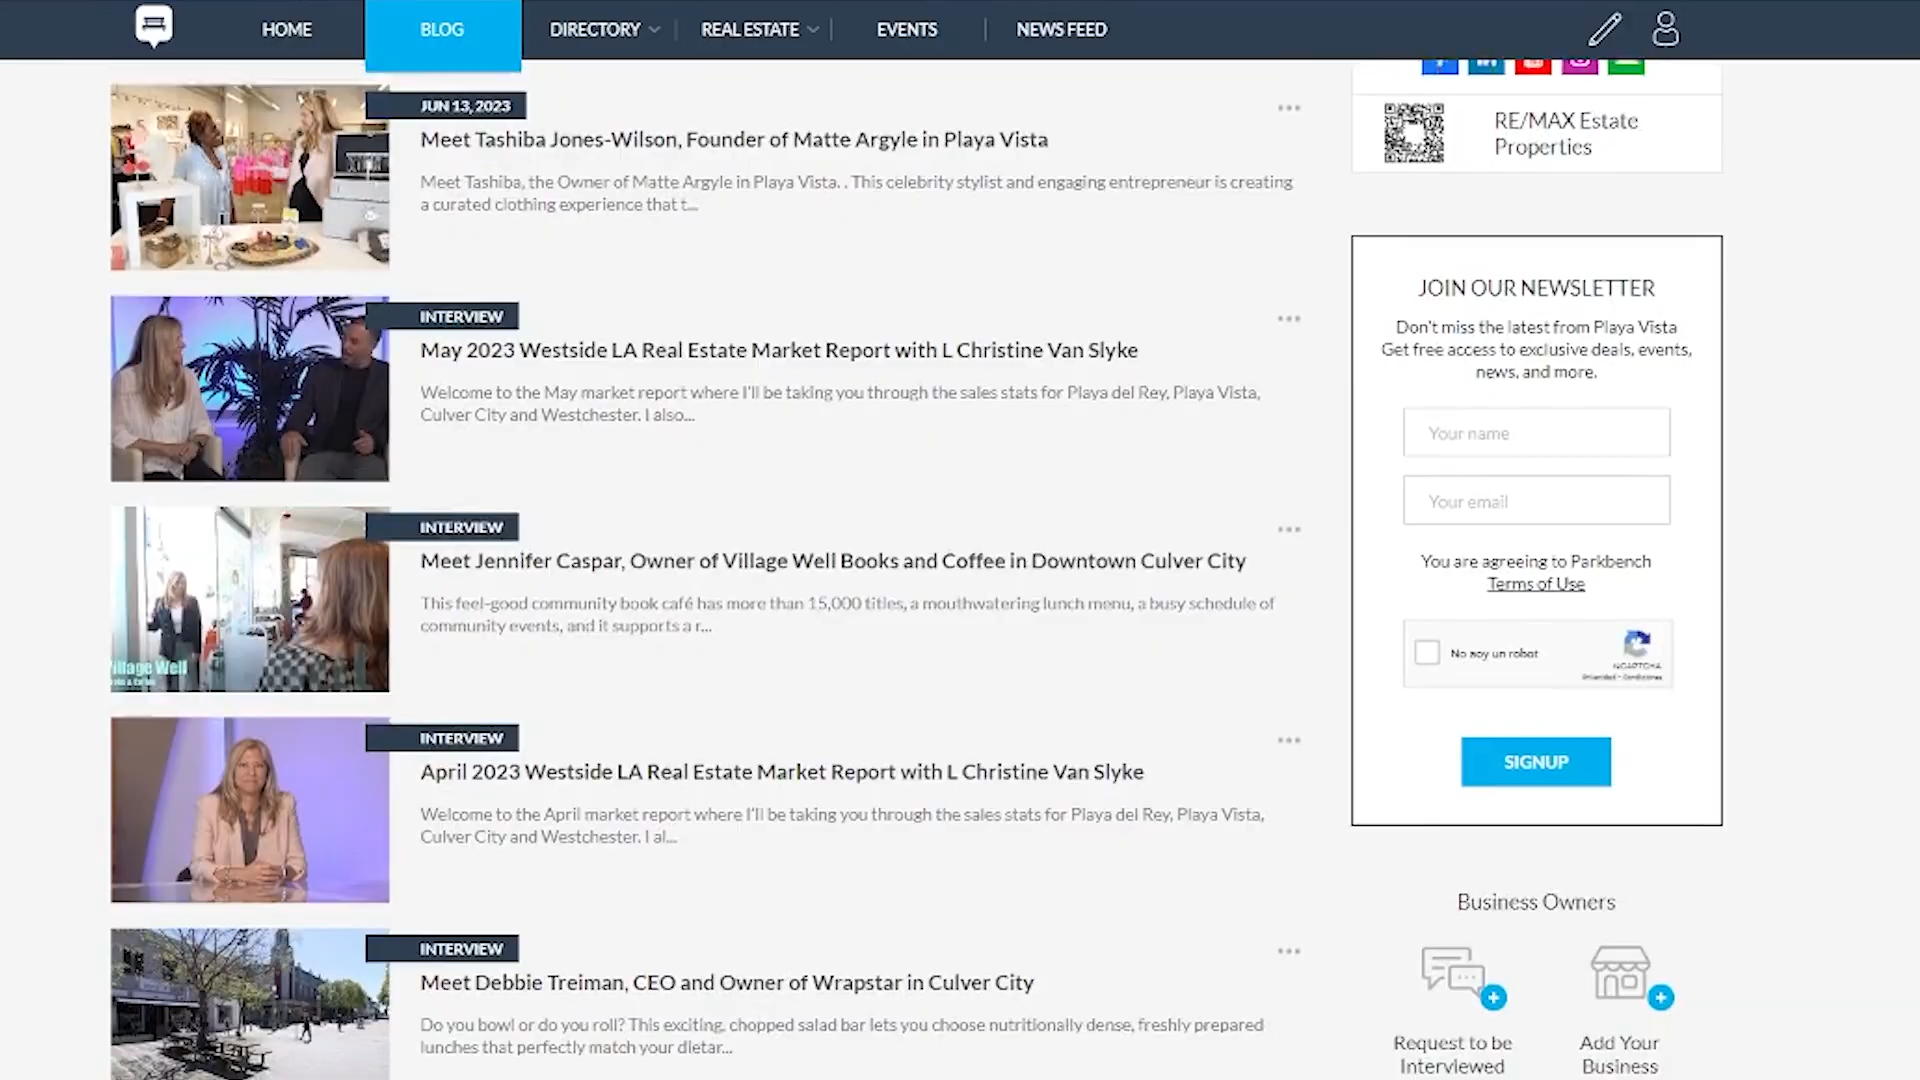 HOME
BLOG
DIRECTORY
REAL ESTATE
EVENTS
NEWS FEED
JUN 13, 2023
Meet Tashiba Jones-Wilson, Founder of Matte Argyle in Playa Vista
Meet Tashiba, the Owner of Matte Argyle in Playa Vista. . This celebrity stylist and engaging entrepreneur is creating
a curated clothing experience that t...
INTERVIEW
May 2023 Westside LA Real Estate Market Report with L Christine Van Slyke
Welcome to the May market report where I'll be taking you through the sales stats for Playa del Rey, Playa Vista,
Culver City and Westchester. I also...
INTERVIEW
Meet Jennifer Caspar, Owner of Village Well Books and Coffee in Downtown Culver City
This feel-good community book café has more than 15,000 titles, a mouthwatering lunch menu, a busy schedule of
community events, and it supports a r...
illage Well
INTERVIEW
April 2023 Westside LA Real Estate Market Report with L Christine Van Slyke
Welcome to the April market report where I'll be taking you through the sales stats for Playa del Rey, Playa Vista,
Culver City and Westchester. I al...
INTERVIEW
Meet Debbie Treiman, CEO and Owner of Wrapstar in Culver City
Do you bowl or do you roll? This exciting, chopped salad bar lets you choose nutritionally dense, freshly prepared
lunches that perfectly match your dietar...
RE/MAX Estate
Properties
JOIN OUR NEWSLETTER
Don't miss the latest from Playa Vista
Get free access to exclusive deals, events,
news, and more.
Your name
Your email
You are agreeing to Parkbench
Terms of Use
No soy un robot
reCAPTCHA
Privacidad - Condiciones
SIGNUP
Business Owners
Request to be
Interviewed
Add Your
Business